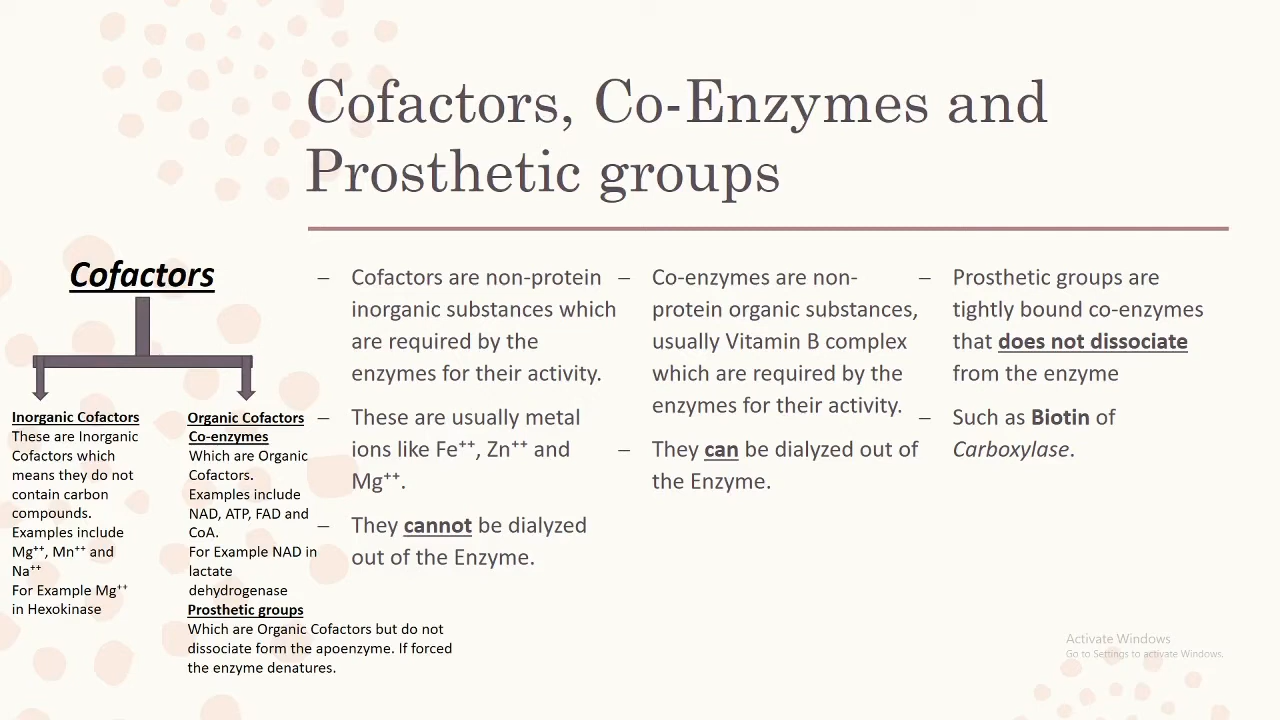 Cofactors, Co-Enzymes and
Prosthetic groups
Cofactors
Inorganic Cofactors
These are Inorganic
Cofactors which
means they do not
contain carbon
compounds.
Examples include
Mg⁺⁺, Mn⁺⁺ and
Na⁺⁺
For Example Mg⁺⁺
in Hexokinase
Organic Cofactors
Co-enzymes
Which are Organic
Cofactors.
Examples include
NAD, ATP, FAD and
CoA.
For Example NAD in
lactate
dehydrogenase
Prosthetic groups
Which are Organic Cofactors but do not
dissociate form the apoenzyme. If forced
the enzyme denatures.
– Cofactors are non-protein
inorganic substances which
are required by the
enzymes for their activity.
– These are usually metal
ions like Fe⁺⁺, Zn⁺⁺ and
Mg⁺⁺.
– They cannot be dialyzed
out of the Enzyme.
– Co-enzymes are non-
protein organic substances,
usually Vitamin B complex
which are required by the
enzymes for their activity.
– They can be dialyzed out of
the Enzyme.
– Prosthetic groups are
tightly bound co-enzymes
that does not dissociate
from the enzyme
– Such as Biotin of
Carboxylase.
Activate Windows
Go to Settings to activate Windows.